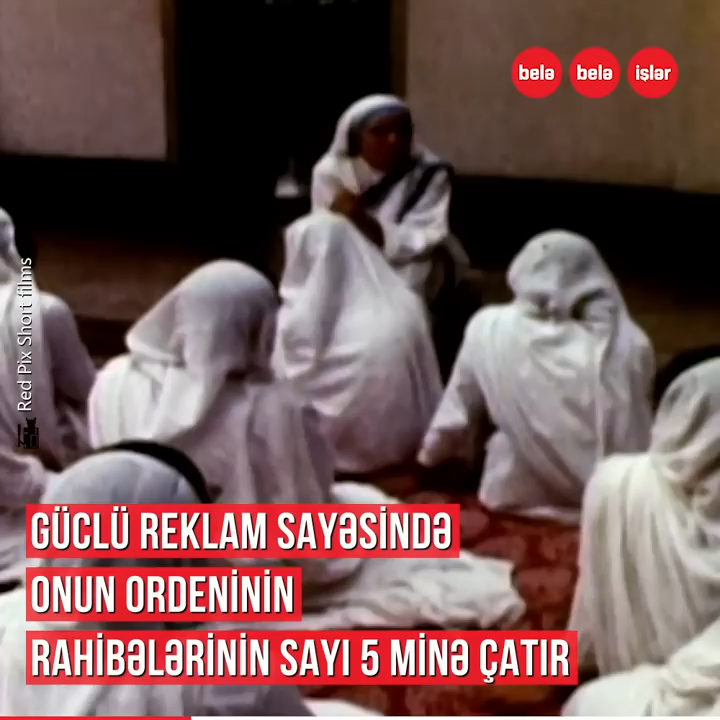 belə belə işlər
Red Pix Short films
GÜCLÜ REKLAM SAYƏSİNDƏ
ONUN ORDENİNİN
RAHİBƏLƏRİNİN SAYI 5 MİNƏ ÇATIR